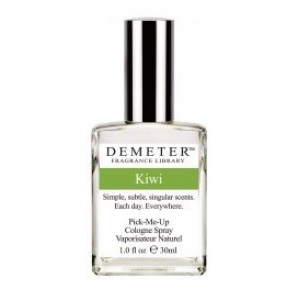 DEMETER™
FRAGRANCE LIBRARY
Kiwi
Simple, subtle, singular scents.
Each day. Everywhere.
Pick-Me-Up
Cologne Spray
Vaporisateur Naturel
1.0 fl oz ℮ 30ml